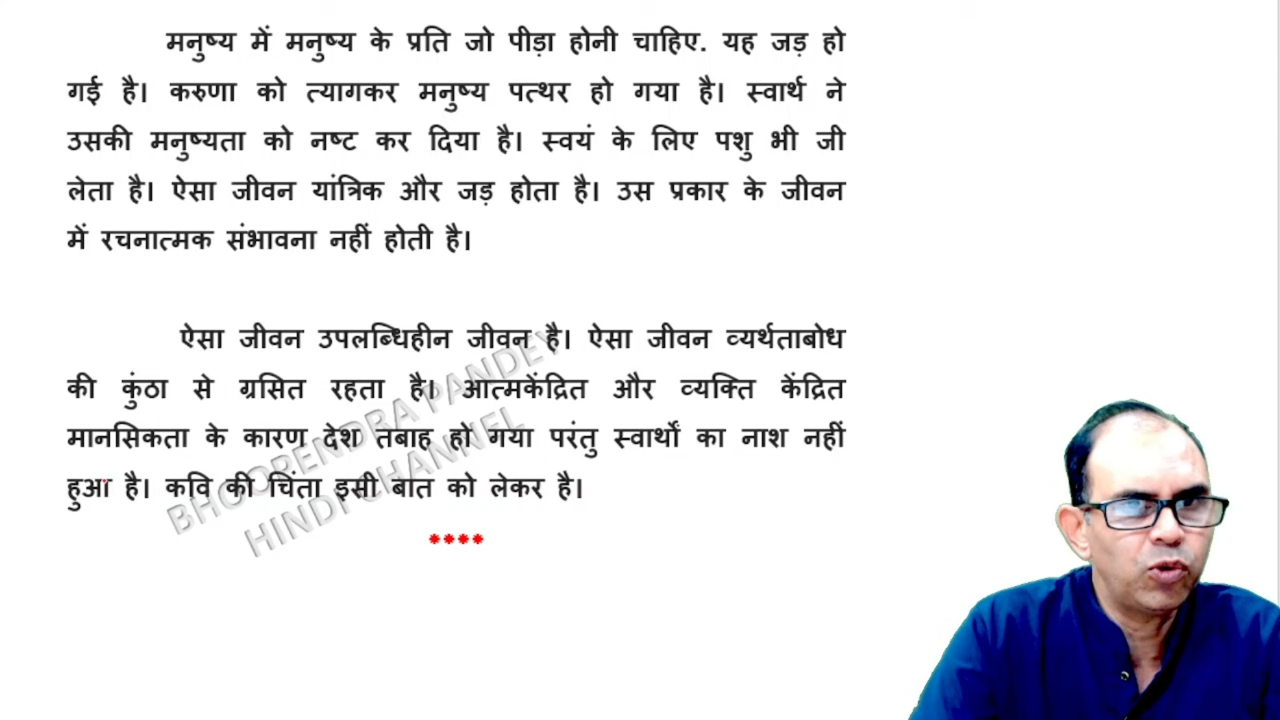 मनुष्य में मनुष्य के प्रति जो पीड़ा होनी चाहिए. यह जड़ हो
गई है। करुणा को त्यागकर मनुष्य पत्थर हो गया है। स्वार्थ ने
उसकी मनुष्यता को नष्ट कर दिया है। स्वयं के लिए पशु भी जी
लेता है। ऐसा जीवन यांत्रिक और जड़ होता है। उस प्रकार के जीवन
में रचनात्मक संभावना नहीं होती है।
ऐसा जीवन उपलब्धिहीन जीवन है। ऐसा जीवन व्यर्थताबोध
की कुंठा से ग्रसित रहता है। आत्मकेंद्रित और व्यक्ति केंद्रित
मानसिकता के कारण देश तबाह हो गया परंतु स्वार्थों का नाश नहीं
हुआ है। कवि की चिंता इसी बात को लेकर है।
****
BHOOPENDRA PANDEY
HINDI CHANNEL